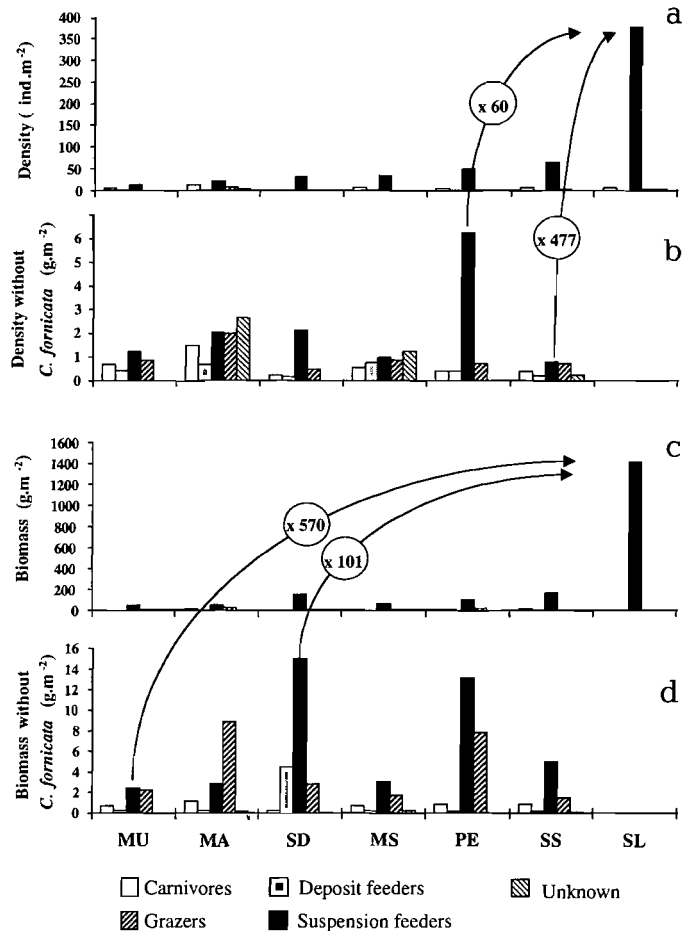 a
400
350
300
250
200
150
100
50
0
Density ( ind.m-2)
x 60
b
6
5
4
3
2
1
0
Density without
C. fornicata (g.m-2)
x 477
c
1600
1400
1200
1000
800
600
400
200
0
Biomass (g.m-2)
x 570
x 101
d
16
14
12
10
8
6
4
2
0
Biomass without
C. fornicata (g.m-2)
MU MA SD MS PE SS SL
Carnivores Deposit feeders Unknown
Grazers Suspension feeders